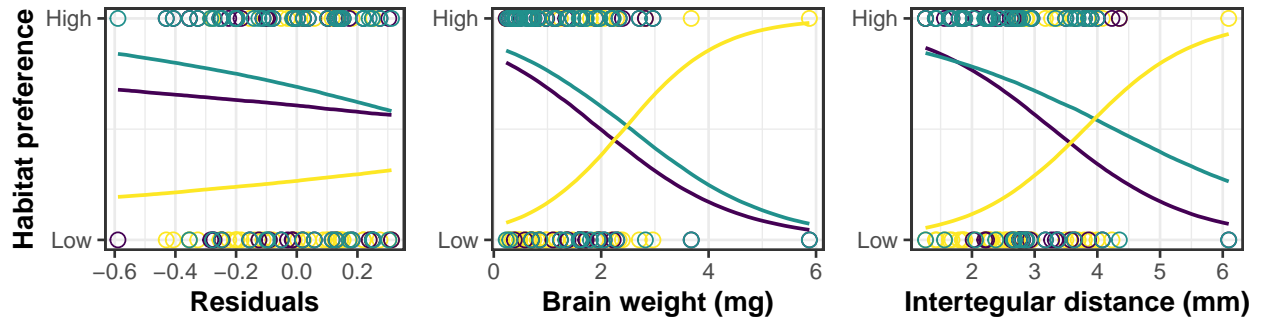 Habitat preference
High
Low
−0.6 −0.4 −0.2 0.0 0.2
Residuals
High
Low
0 2 4 6
Brain weight (mg)
High
Low
2 3 4 5 6
Intertegular distance (mm)